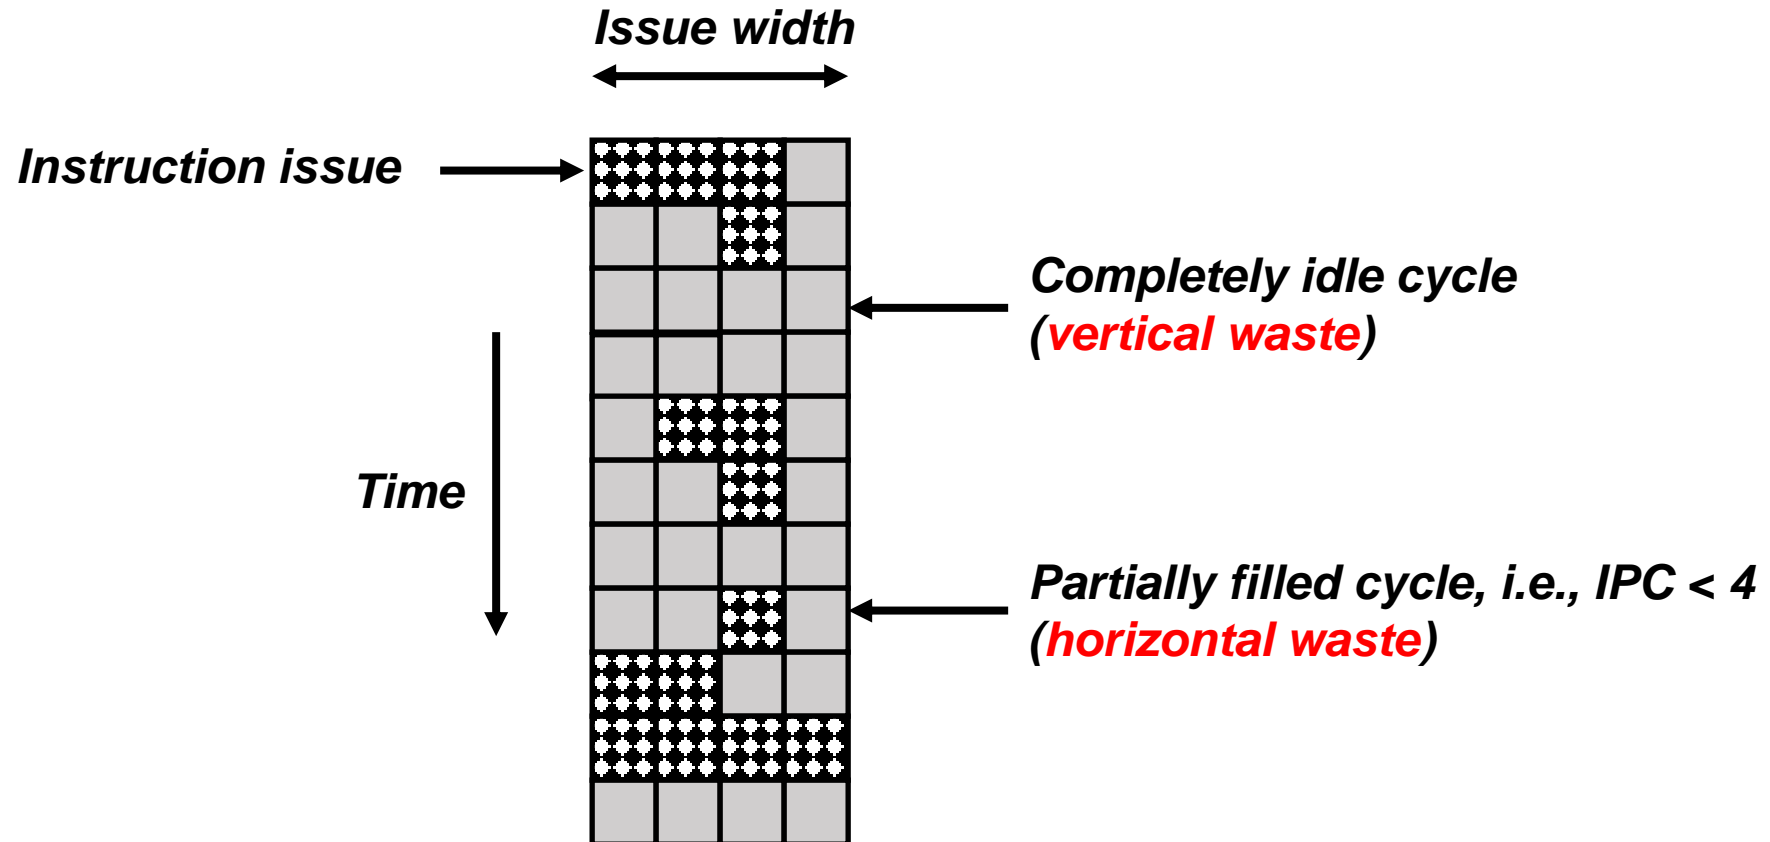 Issue width
Instruction issue
Completely idle cycle
(vertical waste)
Time
Partially filled cycle, i.e., IPC < 4
(horizontal waste)